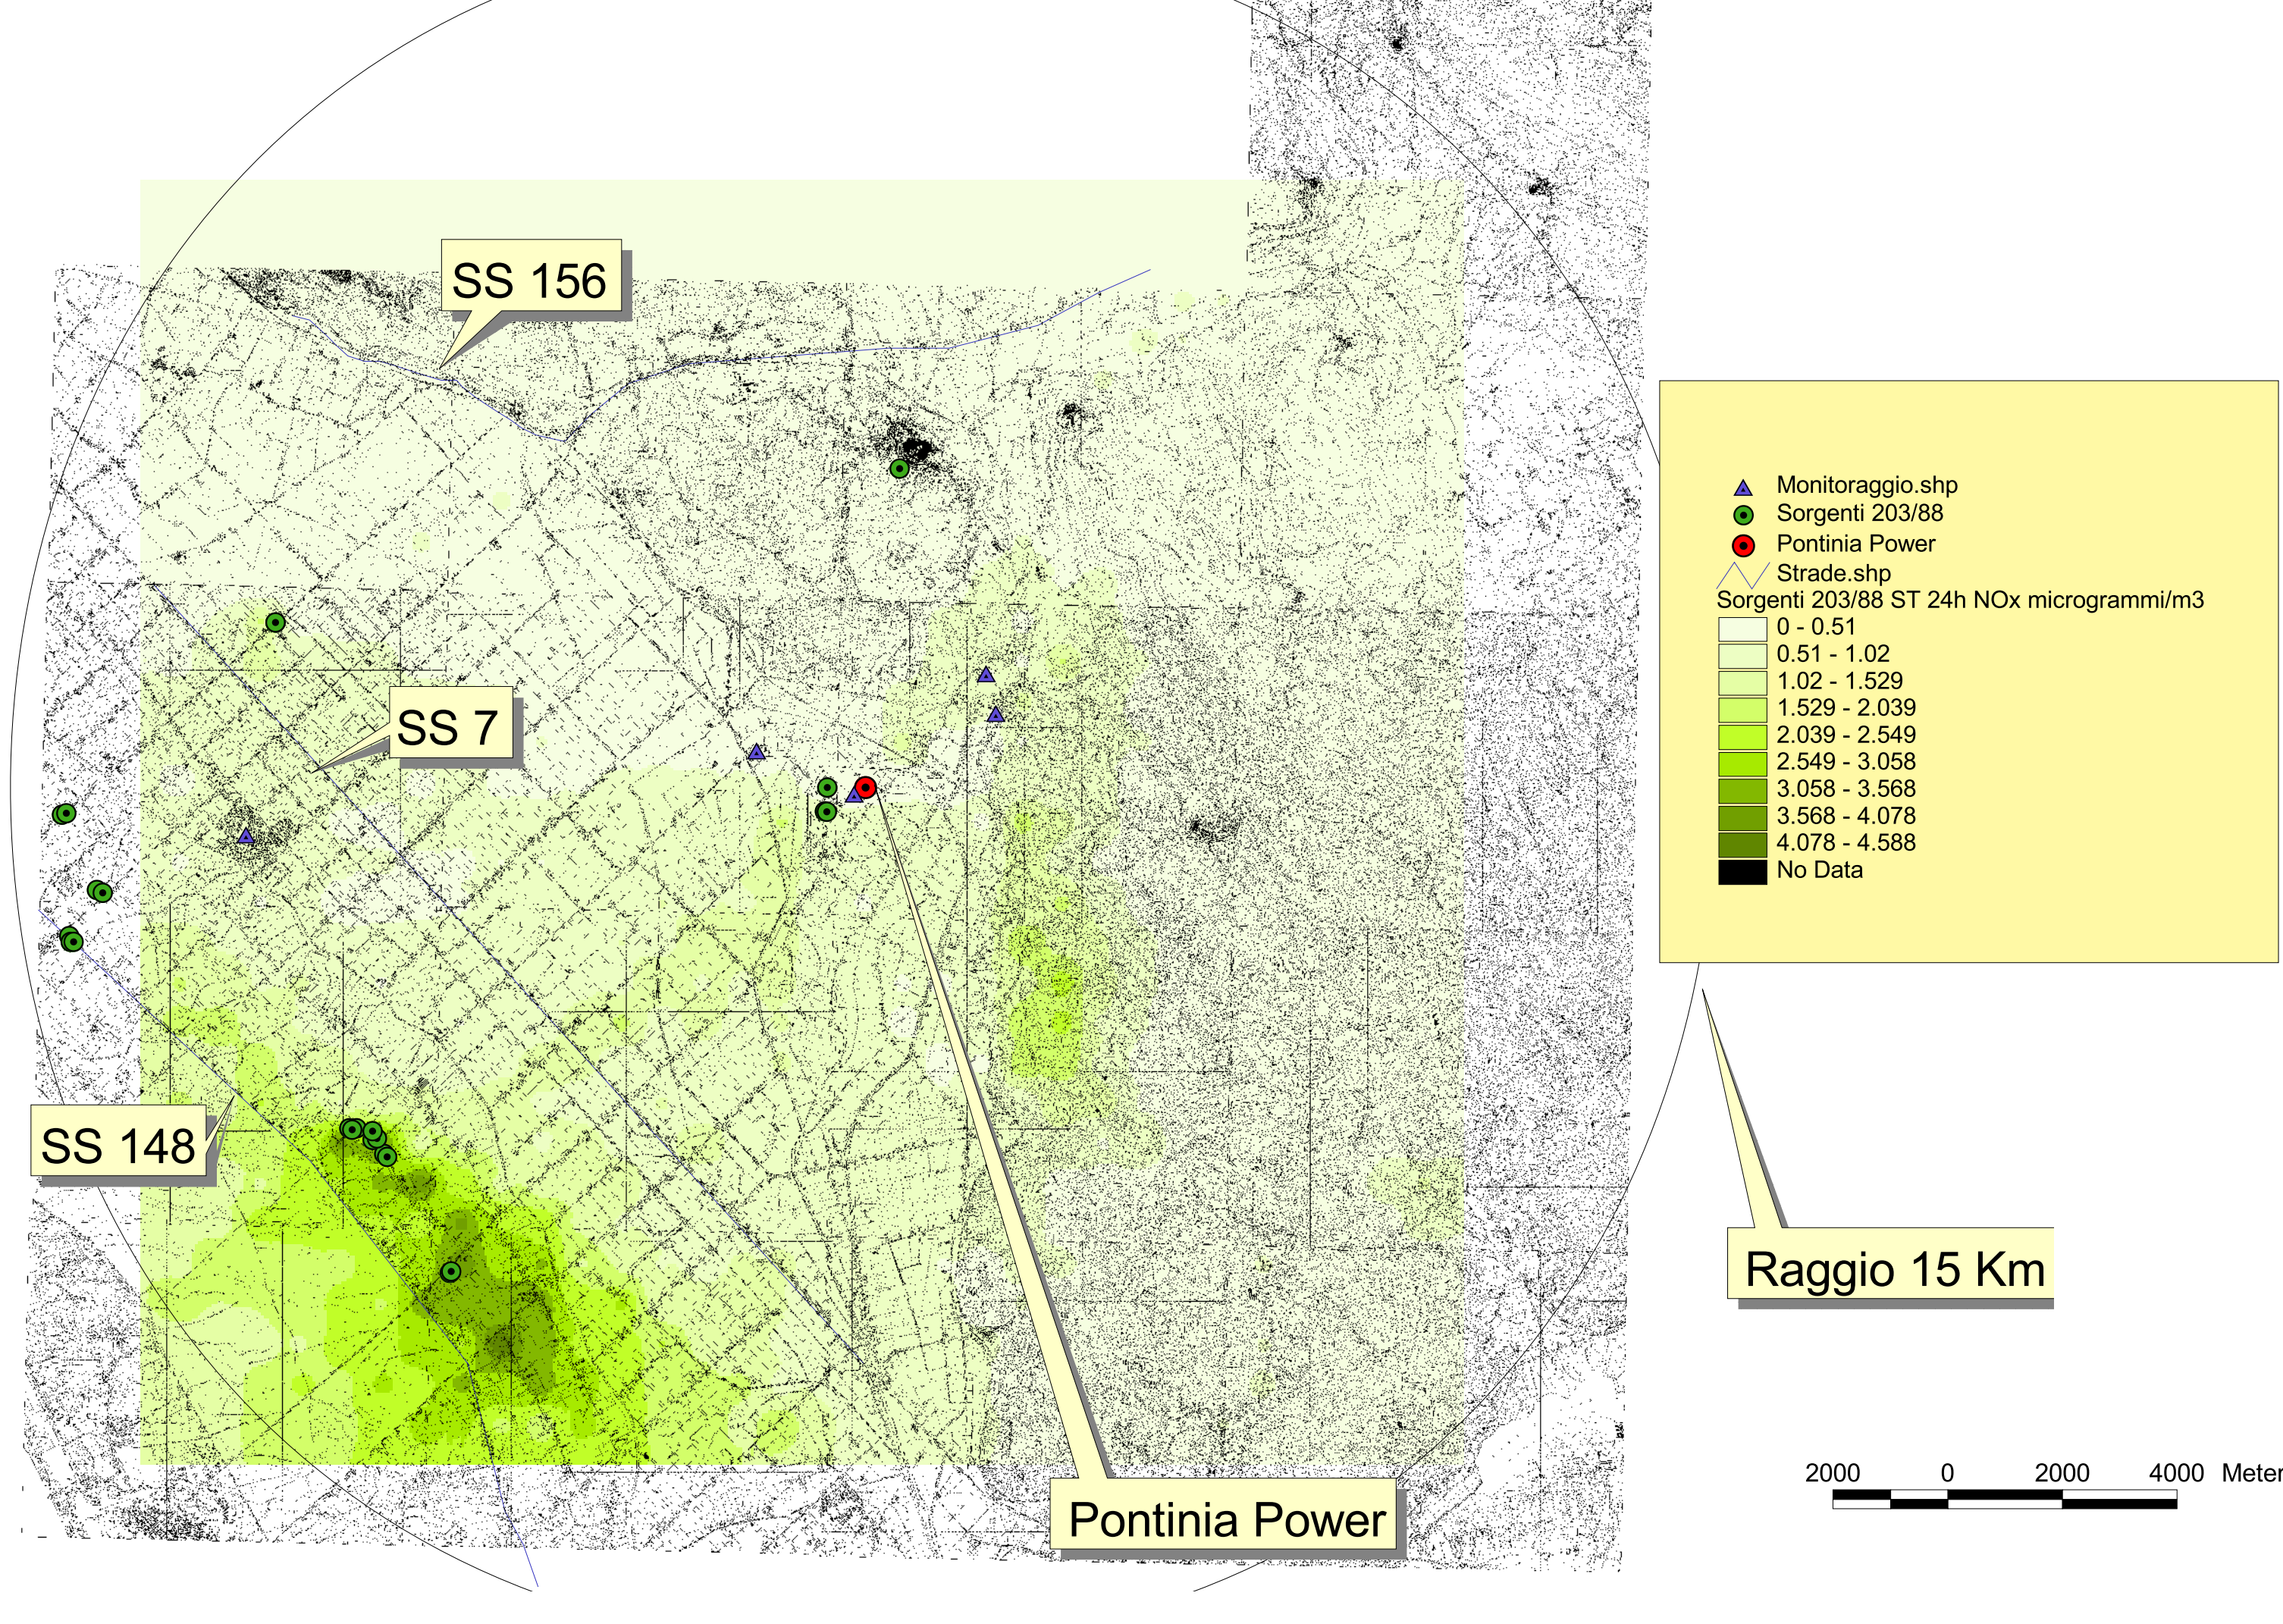 SS 156
SS 7
SS 148
Monitoraggio.shp
Sorgenti 203/88
Pontinia Power
Strade.shp
Sorgenti 203/88 ST 24h NOx microgrammi/m3
0 - 0.51
0.51 - 1.02
1.02 - 1.529
1.529 - 2.039
2.039 - 2.549
2.549 - 3.058
3.058 - 3.568
3.568 - 4.078
4.078 - 4.588
No Data
Raggio 15 Km
2000 0 2000 4000 Meter
Pontinia Power